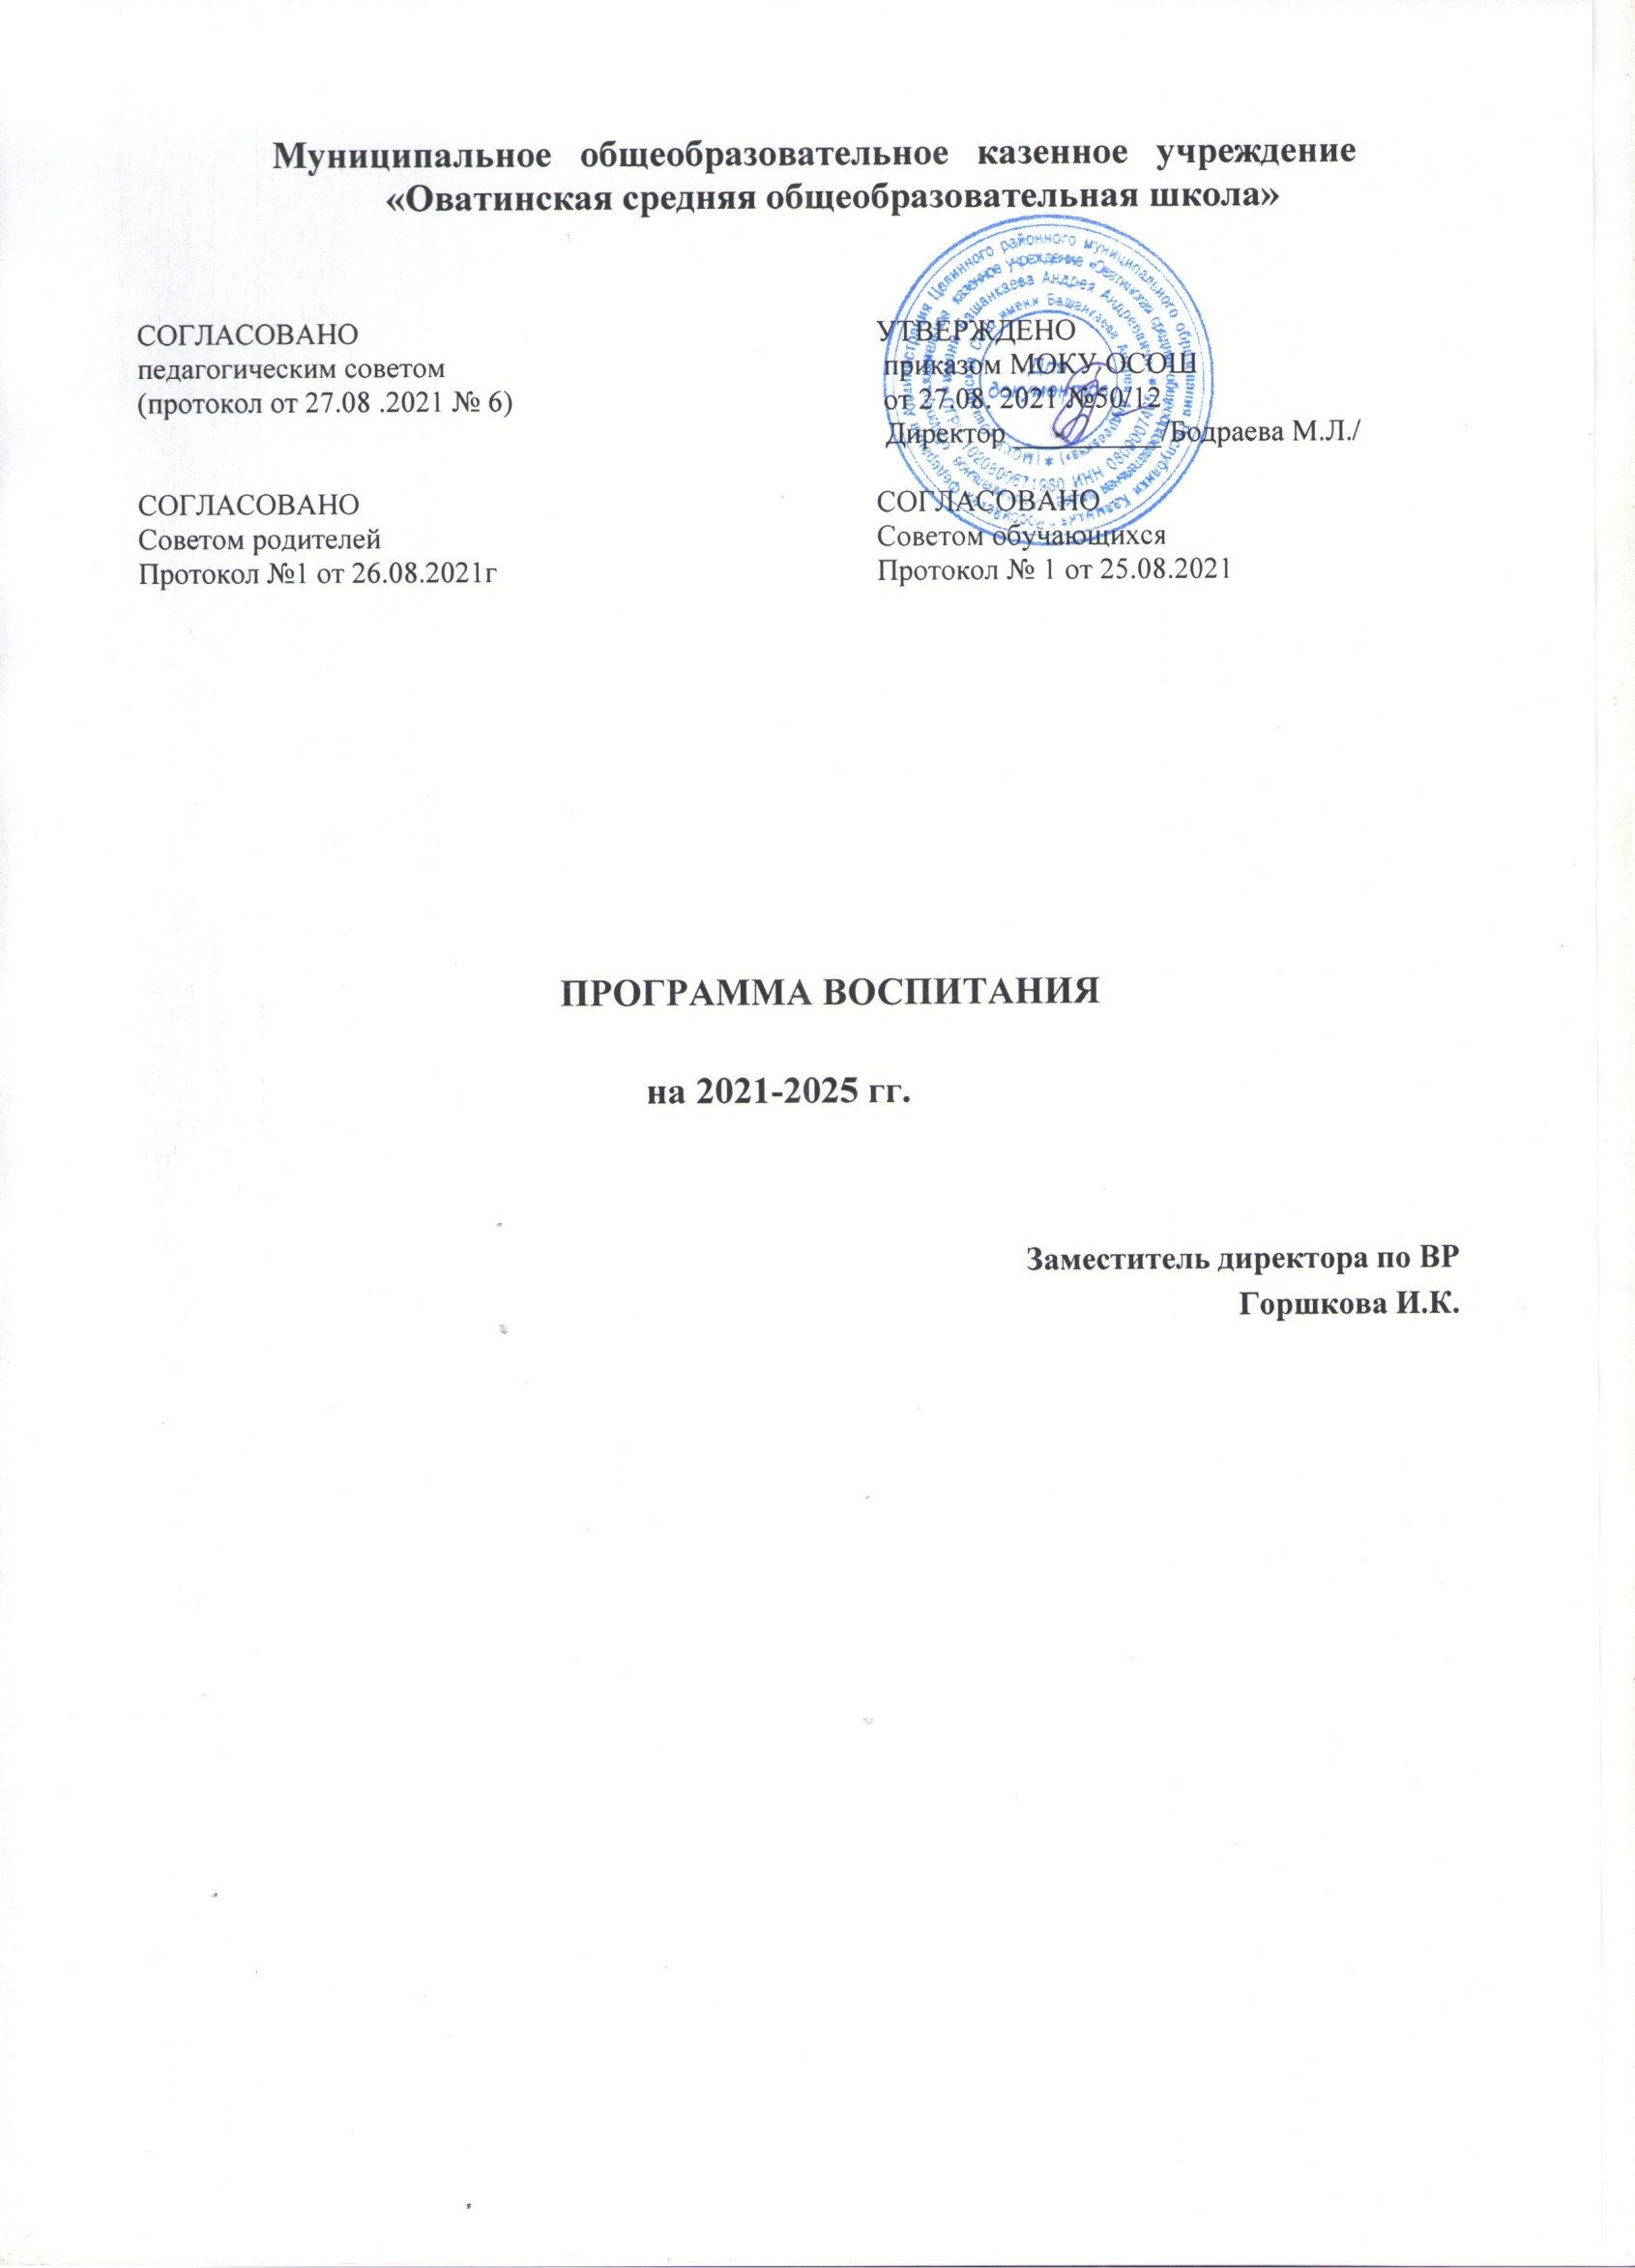 Муниципальное общеобразовательное казенное учреждение
«Оватинская средняя общеобразовательная школа»
СОГЛАСОВАНО
педагогическим советом
(протокол от 27.08 .2021 № 6)
УТВЕРЖДЕНО
приказом МОКУ ОСОШ
от 27.08. 2021 №50/12
Директор ___________/Бодраева М.Л./
СОГЛАСОВАНО
Советом родителей
Протокол №1 от 26.08.2021г
СОГЛАСОВАНО
Советом обучающихся
Протокол № 1 от 25.08.2021
Для
документов
ПРОГРАММА ВОСПИТАНИЯ
на 2021-2025 гг.
Заместитель директора по ВР
Горшкова И.К.